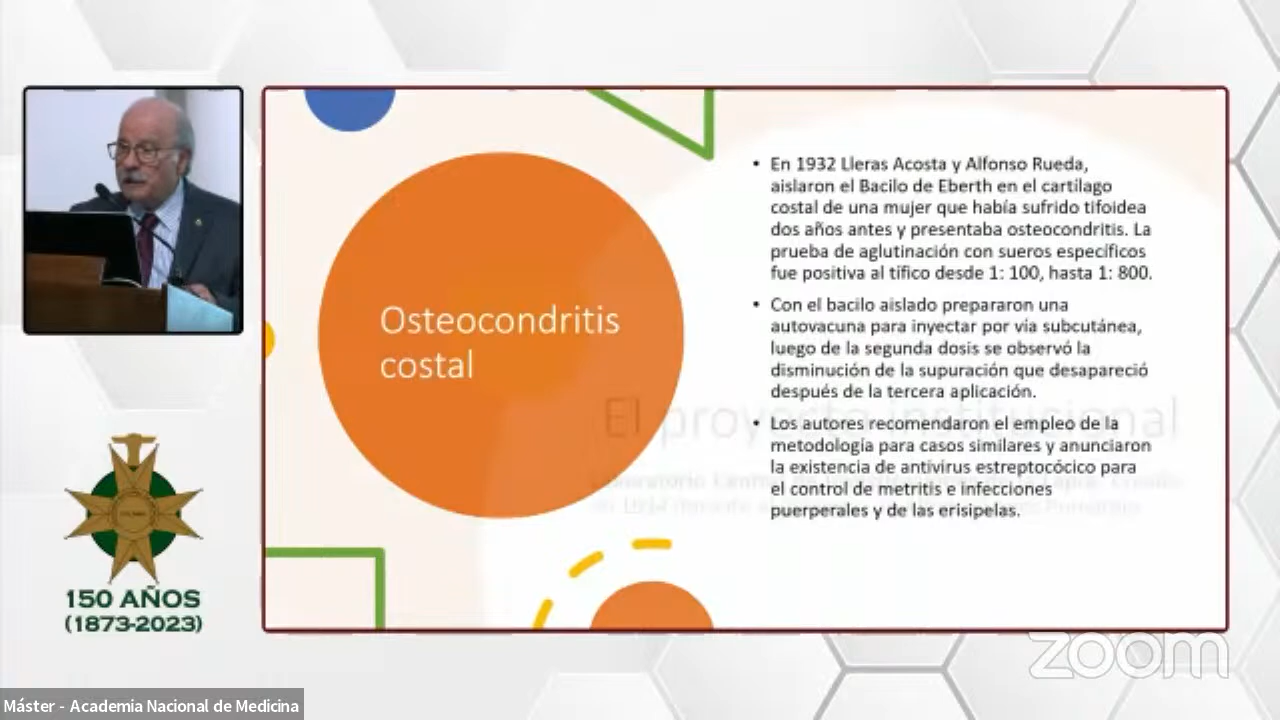 Osteocondritis
costal
• En 1932 Lleras Acosta y Alfonso Rueda,
aislaron el Bacilo de Eberth en el cartílago
costal de una mujer que había sufrido tifoidea
dos años antes y presentaba osteocondritis. La
prueba de aglutinación con sueros específicos
fue positiva al tífico desde 1: 100, hasta 1: 800.
• Con el bacilo aislado prepararon una
autovacuna para inyectar por vía subcutánea,
luego de la segunda dosis se observó la
disminución de la supuración que desapareció
después de la tercera aplicación.
• Los autores recomendaron el empleo de la
metodología para casos similares y anunciaron
la existencia de antivirus estreptocócico para
el control de metritis e infecciones
puerperales y de las erisipelas.
El proyecto institucional
150 AÑOS
(1873-2023)
zoom
Máster - Academia Nacional de Medicina